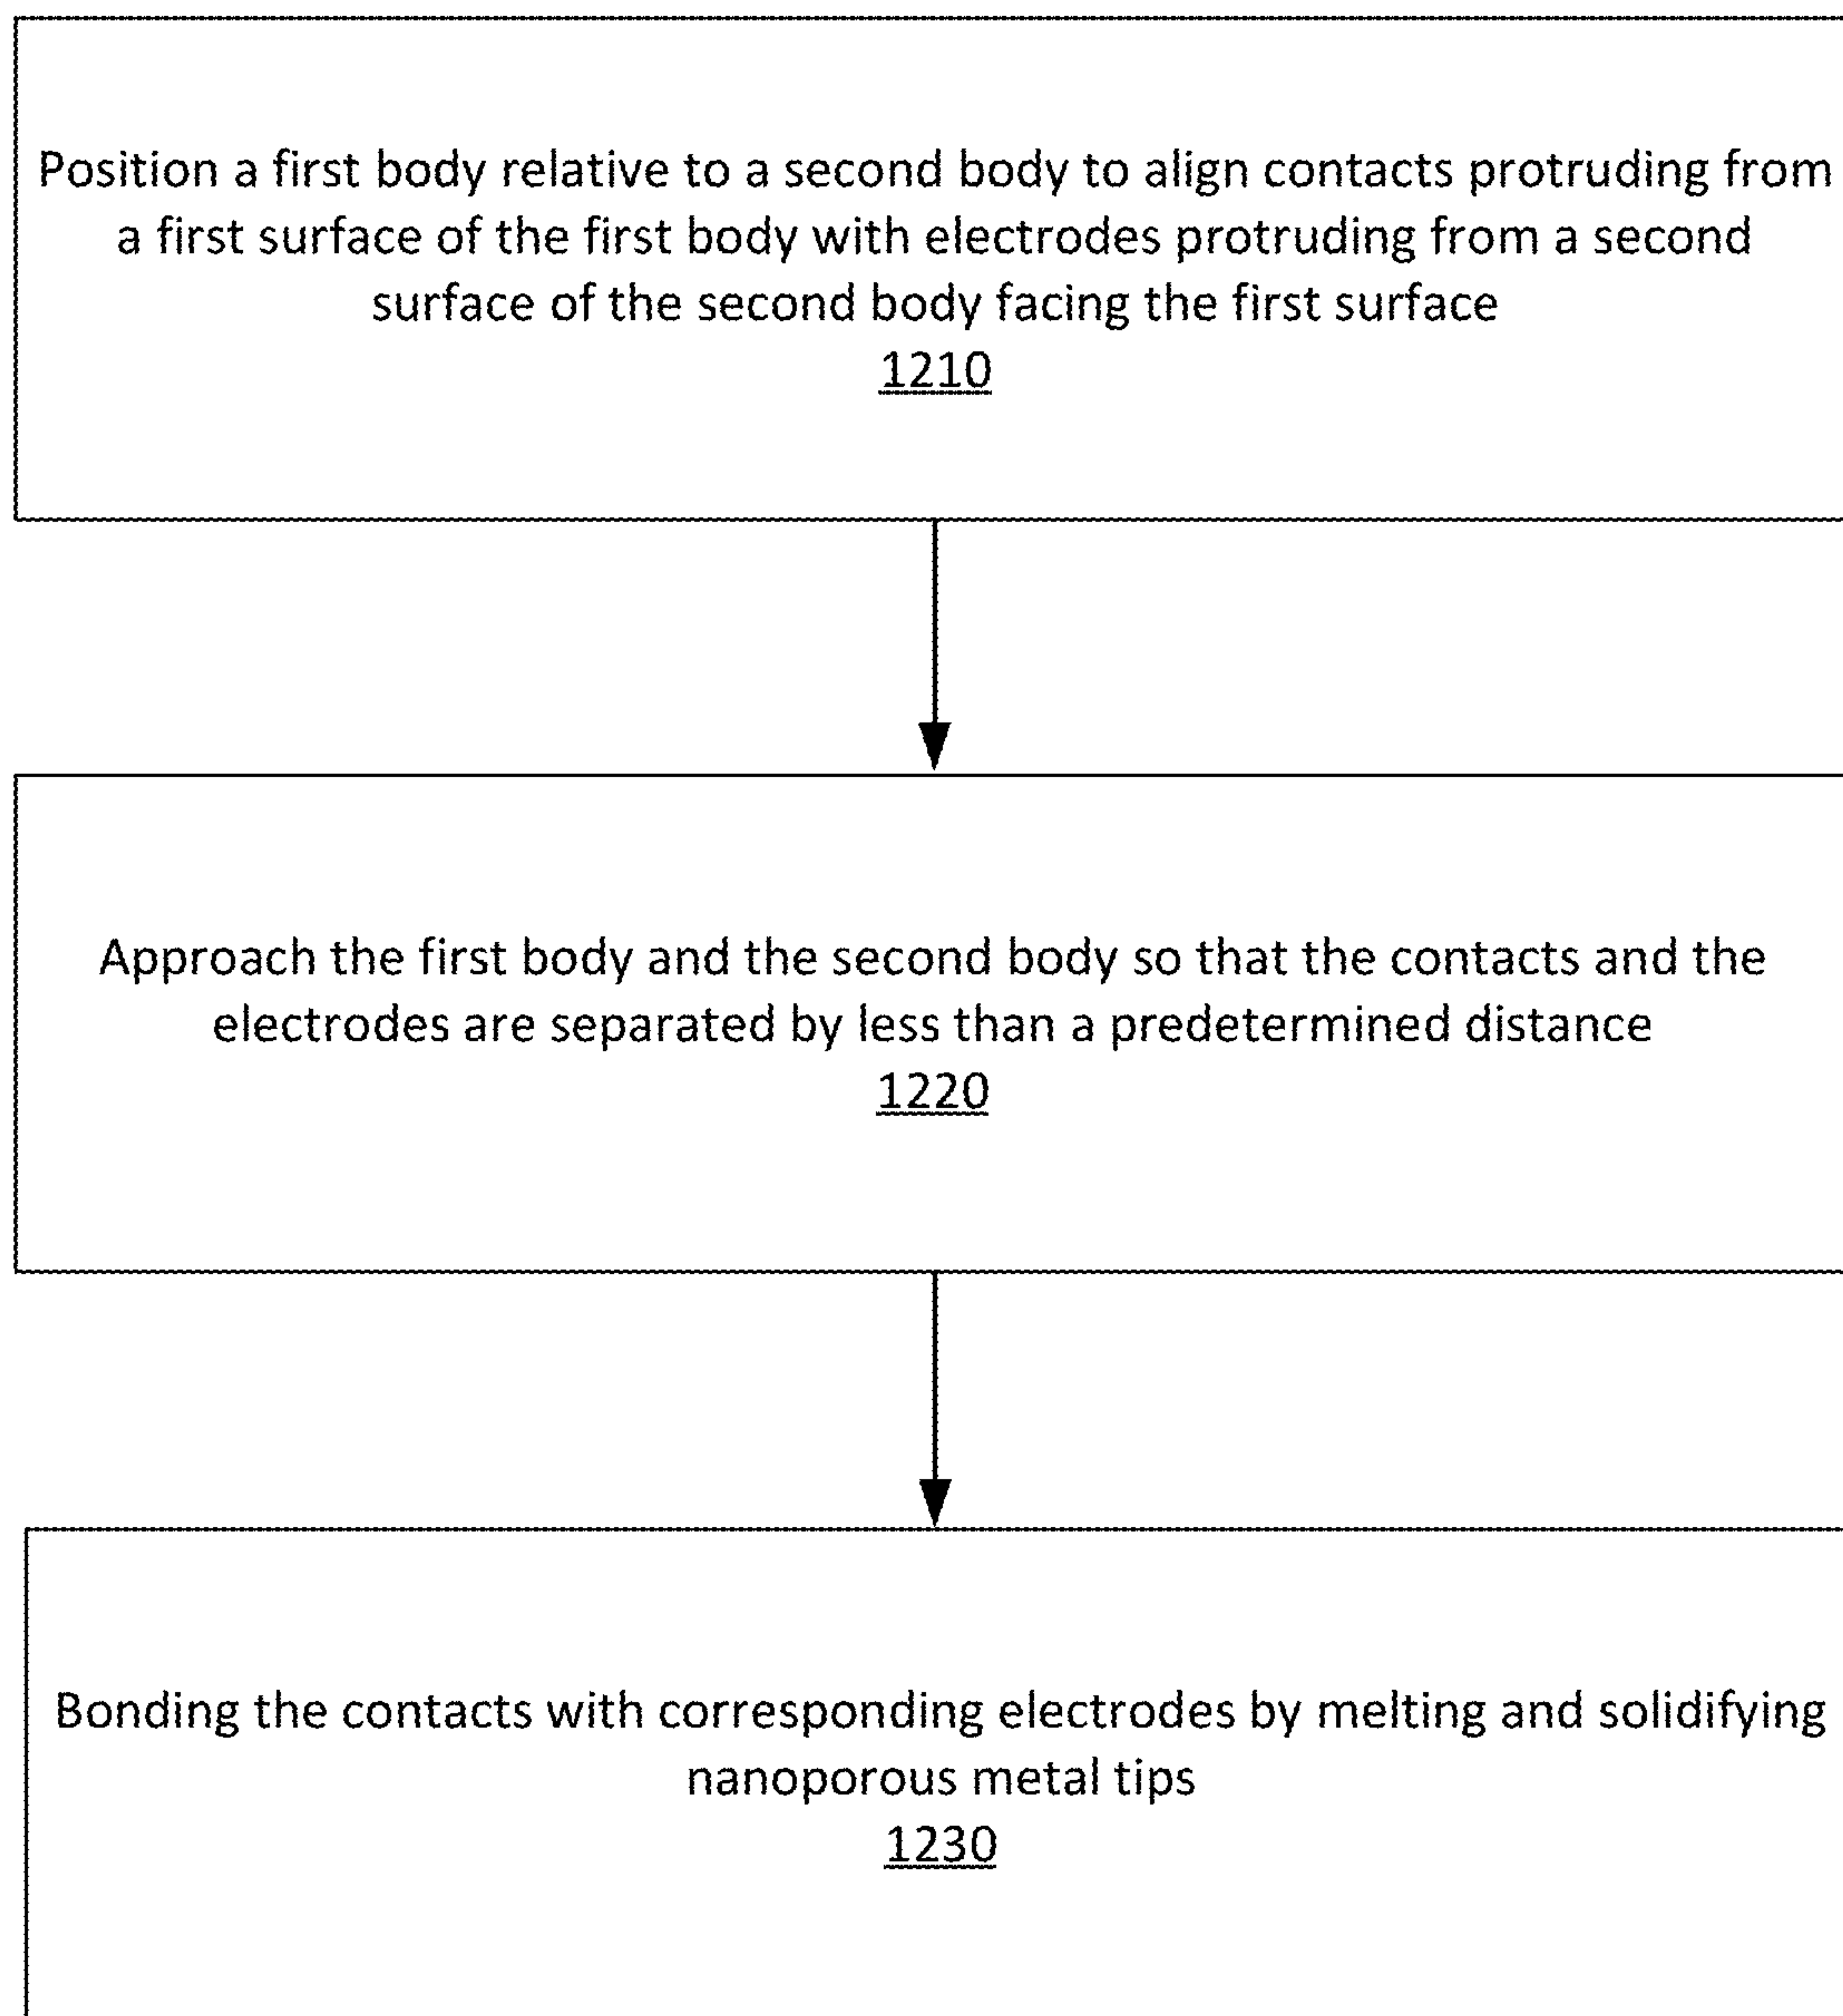 Position a first body relative to a second body to align contacts protruding from
a first surface of the first body with electrodes protruding from a second
surface of the second body facing the first surface
1210
Approach the first body and the second body so that the contacts and the
electrodes are separated by less than a predetermined distance
1220
Bonding the contacts with corresponding electrodes by melting and solidifying
nanoporous metal tips
1230